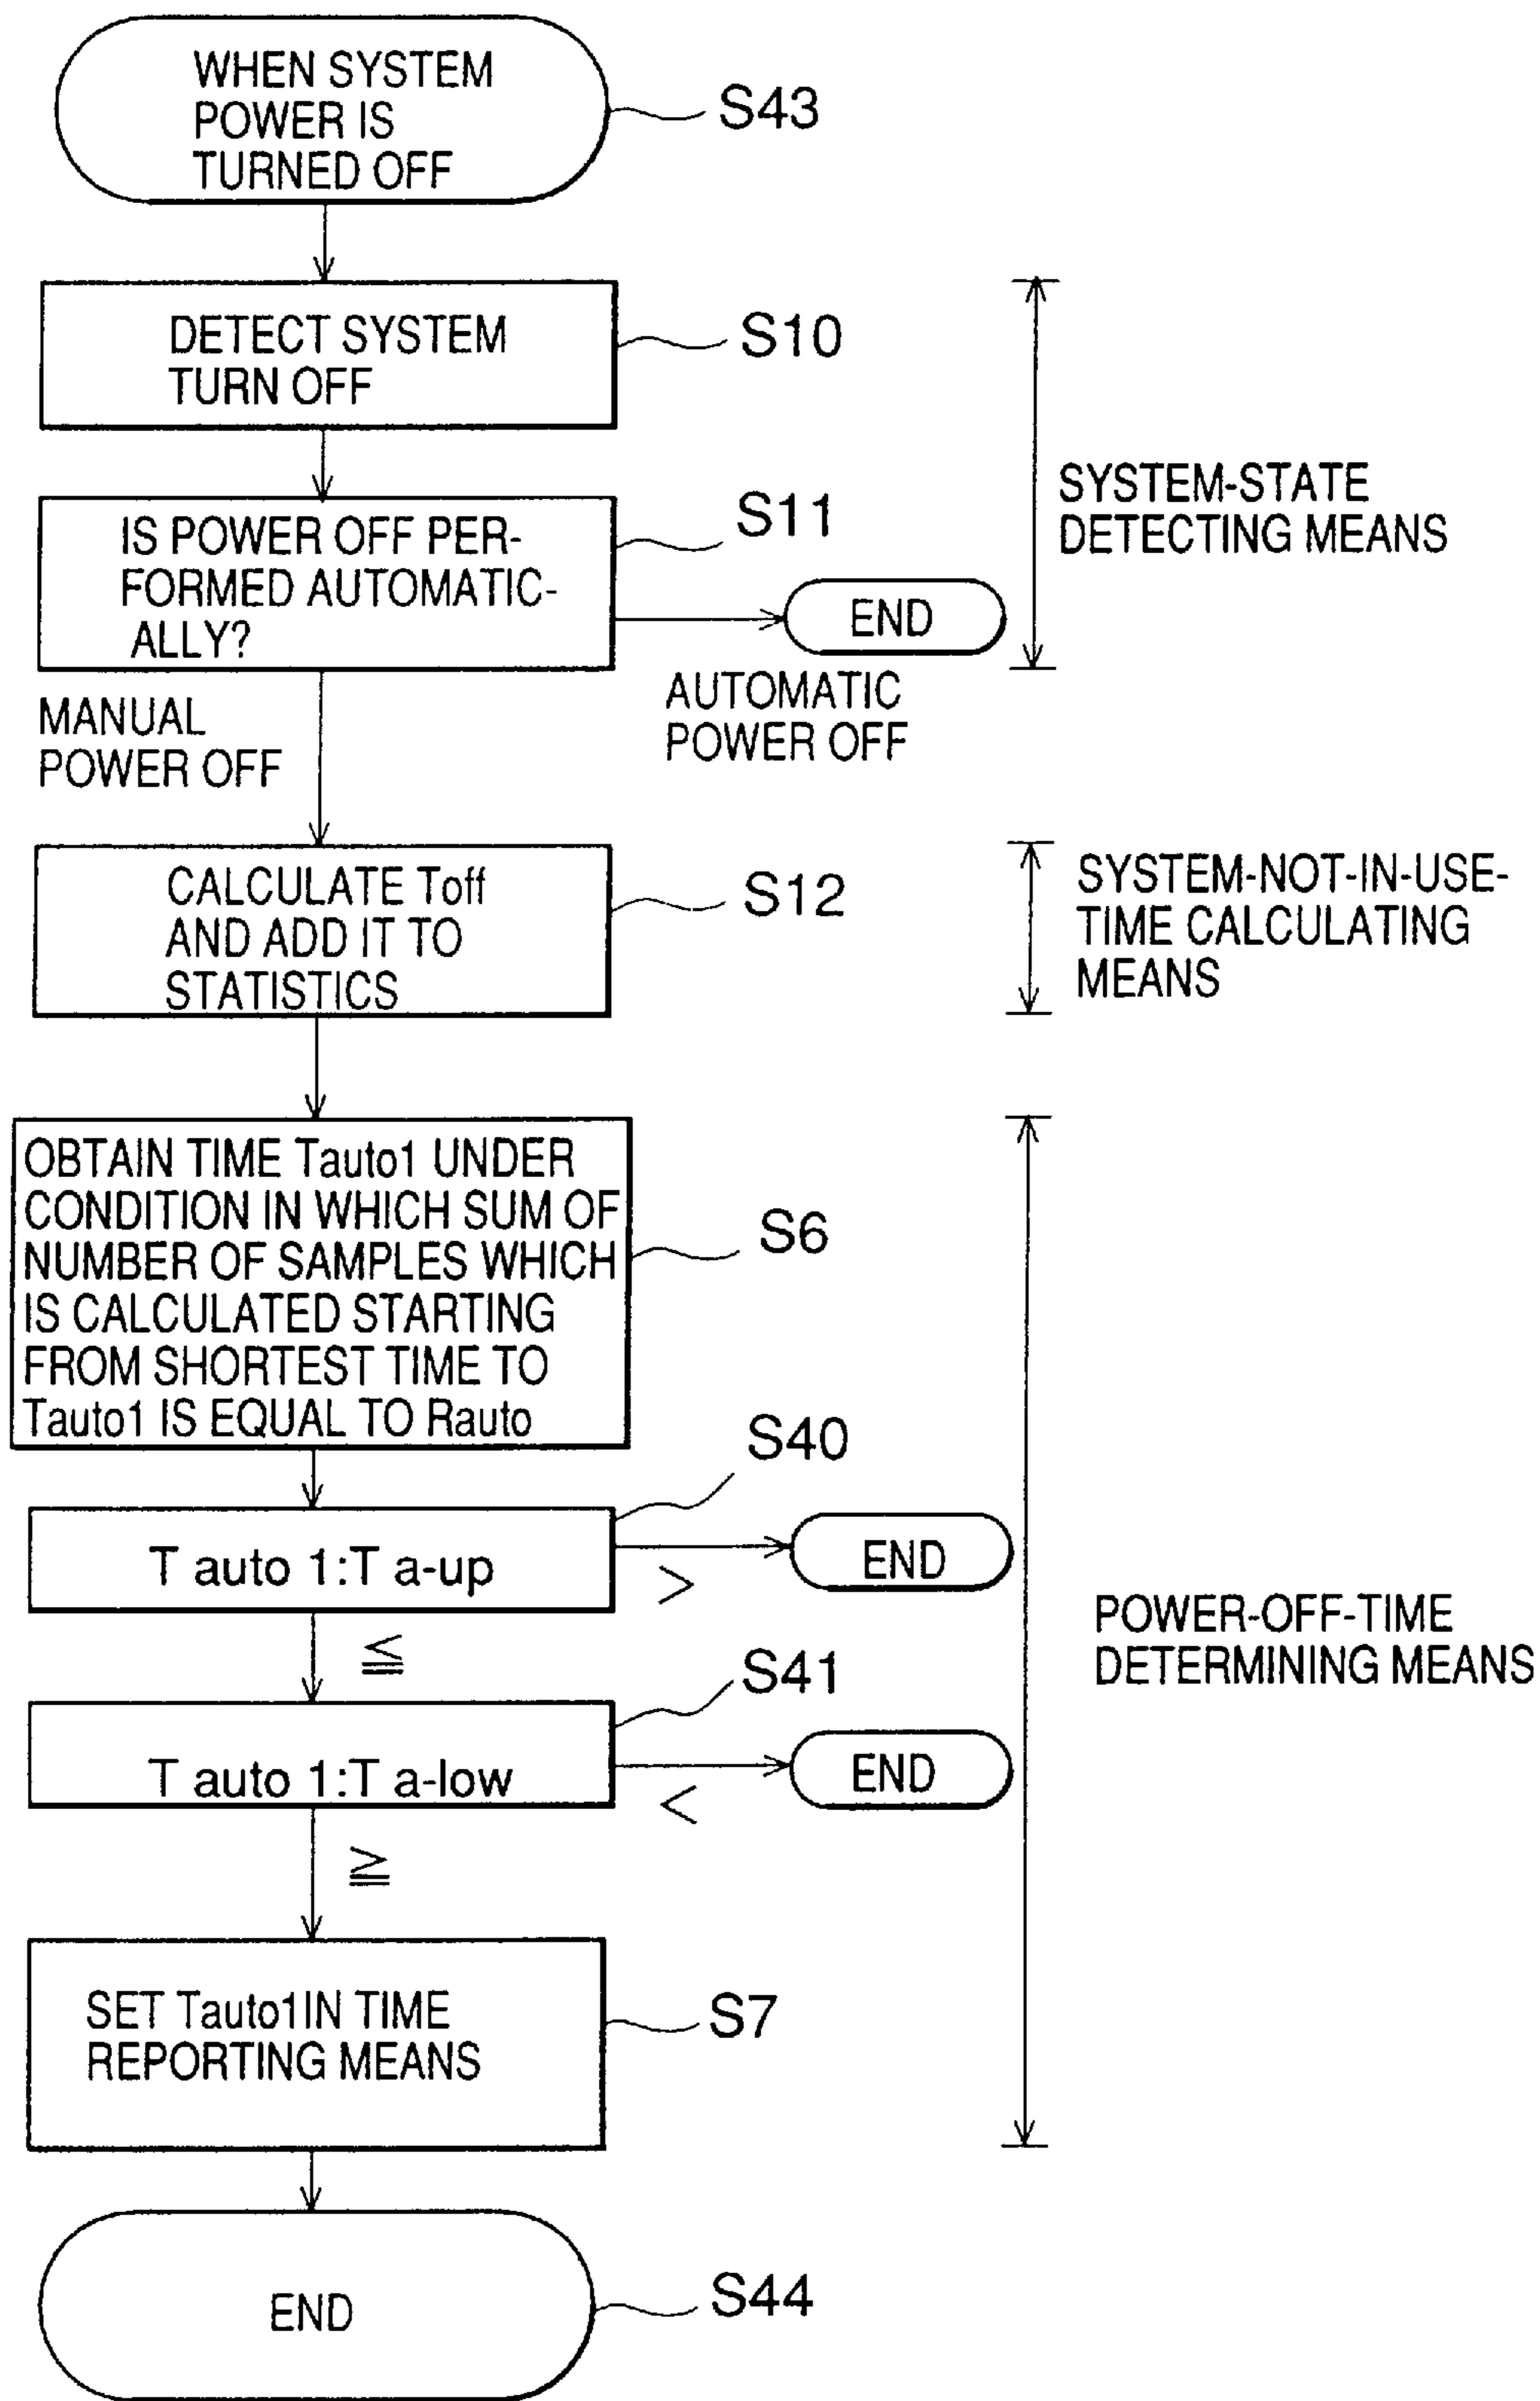 WHEN SYSTEM
POWER IS
TURNED OFF
S43
DETECT SYSTEM
TURN OFF
S10
IS POWER OFF PER-
FORMED AUTOMATIC-
ALLY?
S11
END
SYSTEM-STATE
DETECTING MEANS
MANUAL
POWER OFF
AUTOMATIC
POWER OFF
CALCULATE Toff
AND ADD IT TO
STATISTICS
S12
SYSTEM-NOT-IN-USE-
TIME CALCULATING
MEANS
OBTAIN TIME Tauto1 UNDER
CONDITION IN WHICH SUM OF
NUMBER OF SAMPLES WHICH
IS CALCULATED STARTING
FROM SHORTEST TIME TO
Tauto1 IS EQUAL TO Rauto
S6
S40
T auto 1:T a-up
>
END
≦
S41
T auto 1:T a-low
<
END
≧
POWER-OFF-TIME
DETERMINING MEANS
SET Tauto1IN TIME
REPORTING MEANS
S7
END
S44